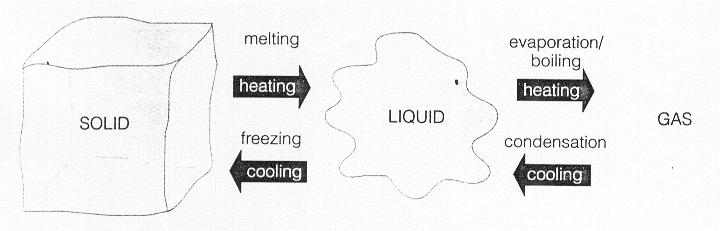 melting
heating
SOLID
freezing
cooling
LIQUID
evaporation/
boiling
heating
condensation
cooling
GAS